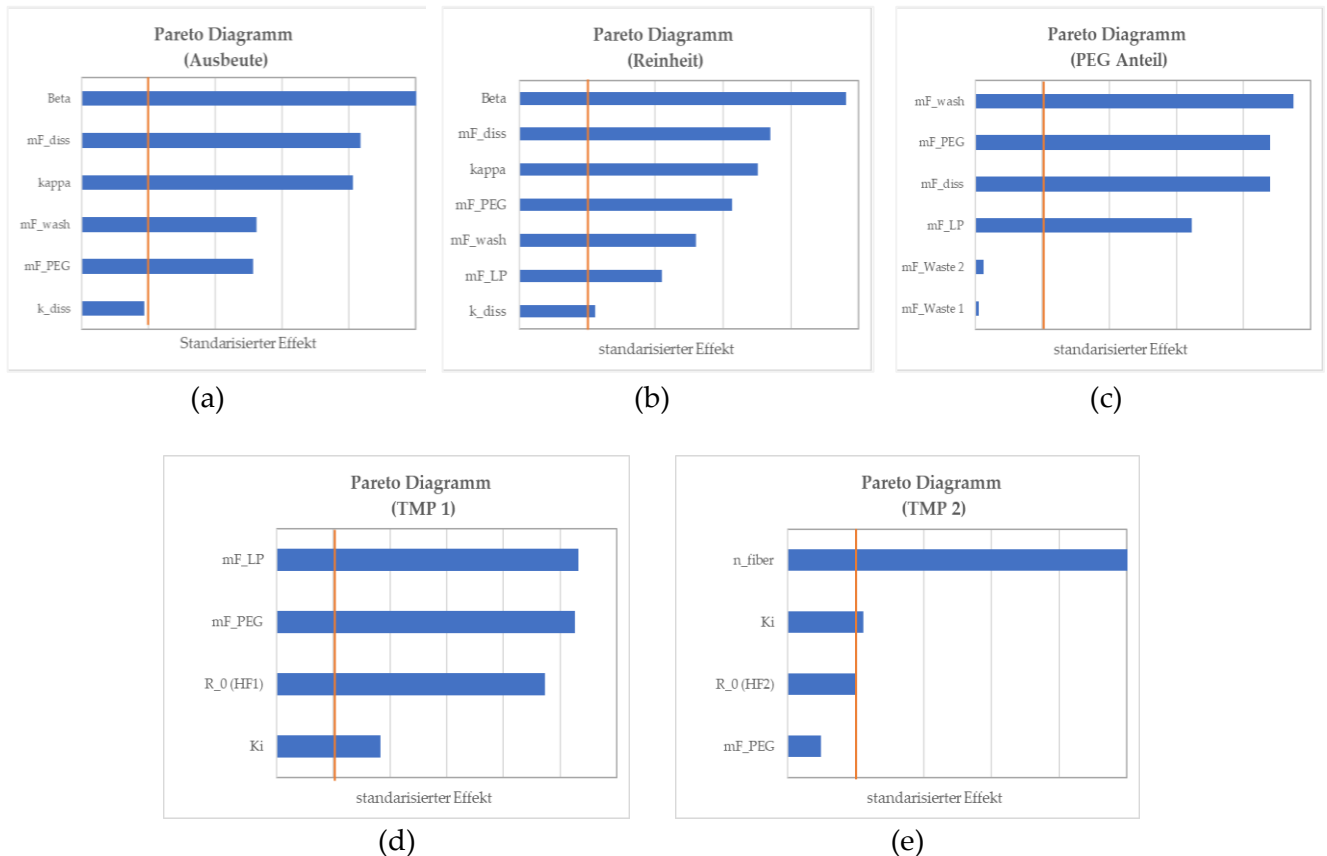 Pareto Diagramm
(Ausbeute)
Beta
mF_diss
kappa
mF_wash
mF_PEG
k_diss
Standarisierter Effekt
(a)
Pareto Diagramm
(Reinheit)
Beta
mF_diss
kappa
mF_PEG
mF_wash
mF_LP
k_diss
standarisierter Effekt
(b)
Pareto Diagramm
(PEG Anteil)
mF_wash
mF_PEG
mF_diss
mF_LP
mF_Waste 2
mF_Waste 1
standarisierter Effekt
(c)
Pareto Diagramm
(TMP 1)
mF_LP
mF_PEG
R_0 (HF1)
Ki
standarisierter Effekt
(d)
Pareto Diagramm
(TMP 2)
n_fiber
Ki
R_0 (HF2)
mF_PEG
standarisierter Effekt
(e)